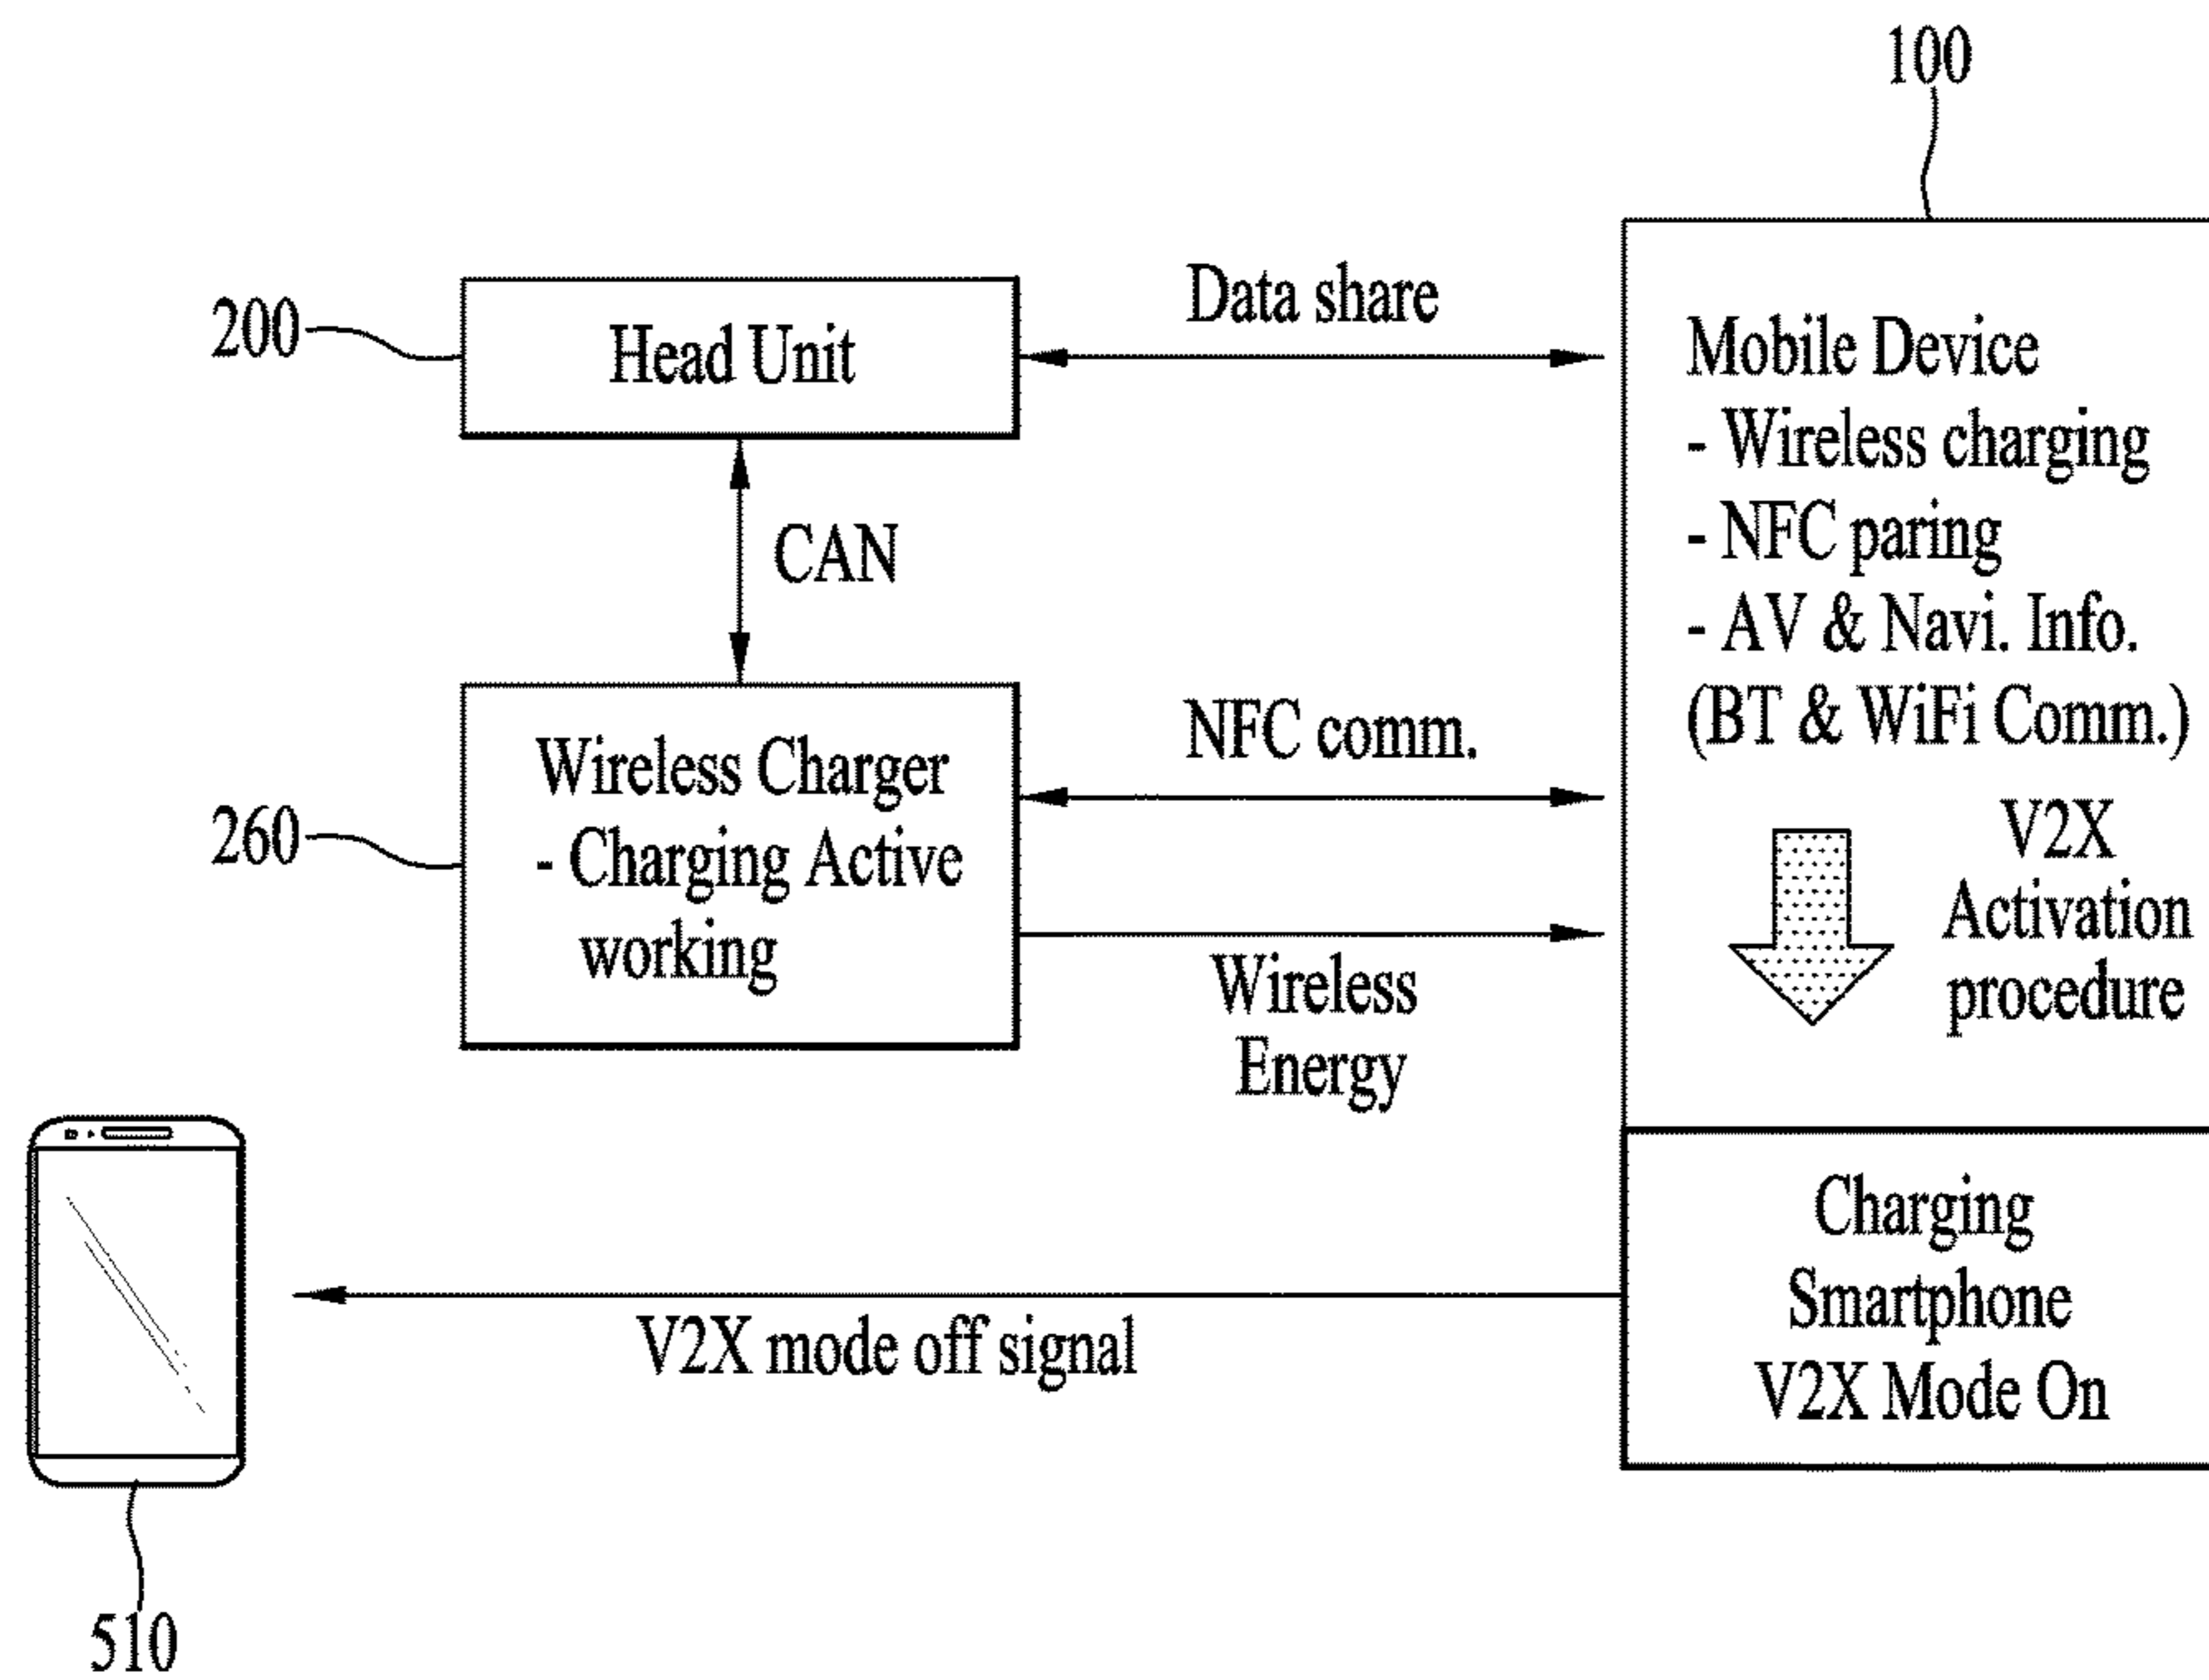 100
200
Head Unit
Data share
CAN
260
Wireless Charger
- Charging Active
working
NFC comm.
Wireless
Energy
Mobile Device
- Wireless charging
- NFC paring
- AV & Navi. Info.
(BT & WiFi Comm.)
V2X
Activation
procedure
Charging
Smartphone
V2X Mode On
V2X mode off signal
510